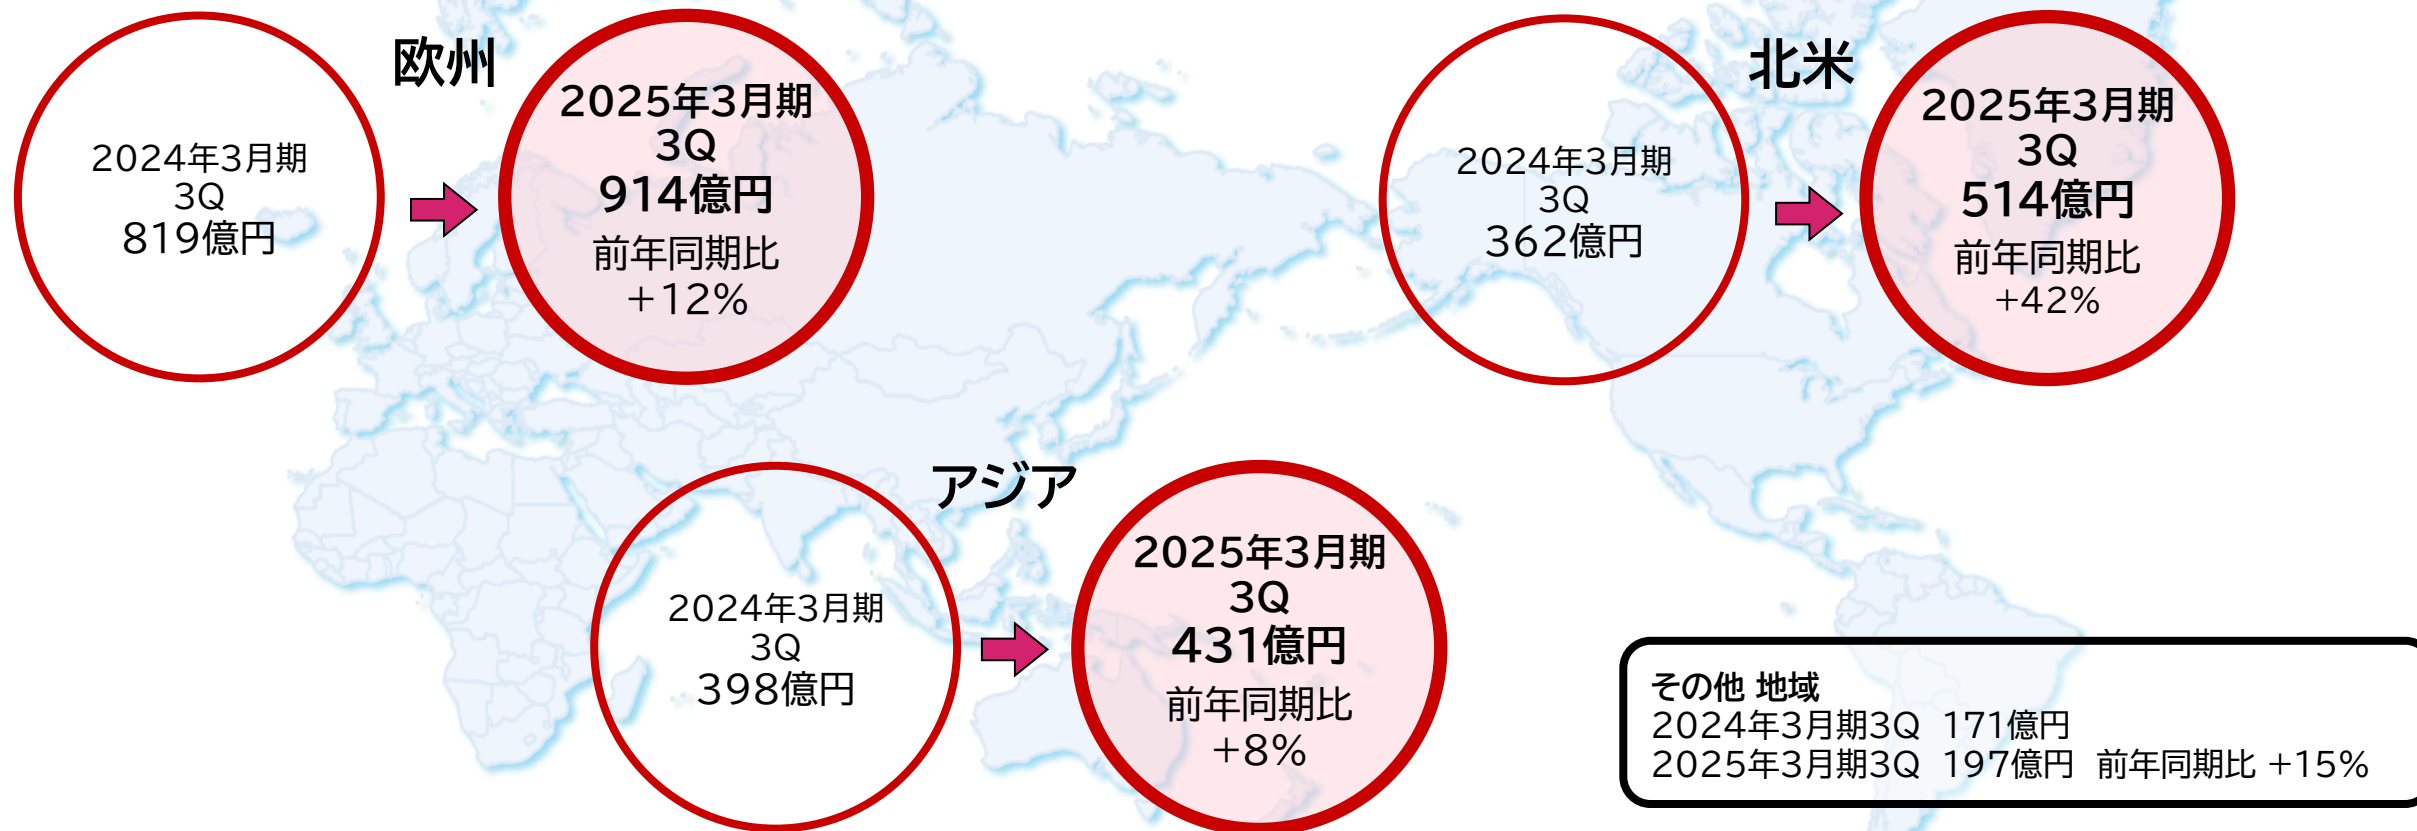 欧州
2024年3月期
3Q
819億円
2025年3月期
3Q
914億円
前年同期比
+12%
北米
2024年3月期
3Q
362億円
2025年3月期
3Q
514億円
前年同期比
+42%
アジア
2024年3月期
3Q
398億円
2025年3月期
3Q
431億円
前年同期比
+8%
その他 地域
2024年3月期3Q 171億円
2025年3月期3Q 197億円 前年同期比 +15%